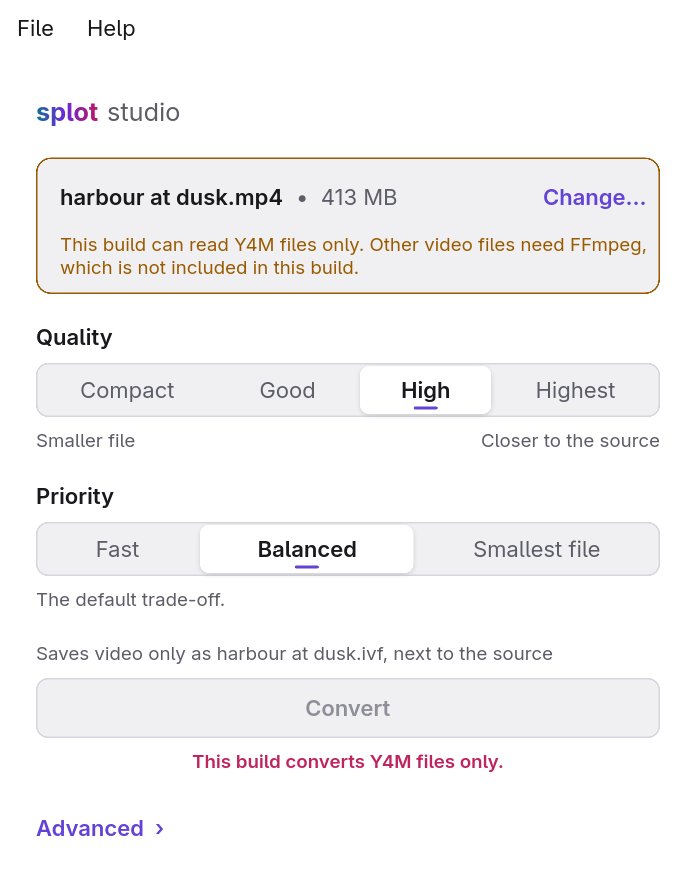 File Help
splot studio
harbour at dusk.mp4 • 413 MB Change...
This build can read Y4M files only. Other video files need FFmpeg,
which is not included in this build.
Quality
Compact Good High Highest
Smaller file Closer to the source
Priority
Fast Balanced Smallest file
The default trade-off.
Saves video only as harbour at dusk.ivf, next to the source
Convert
This build converts Y4M files only.
Advanced ›